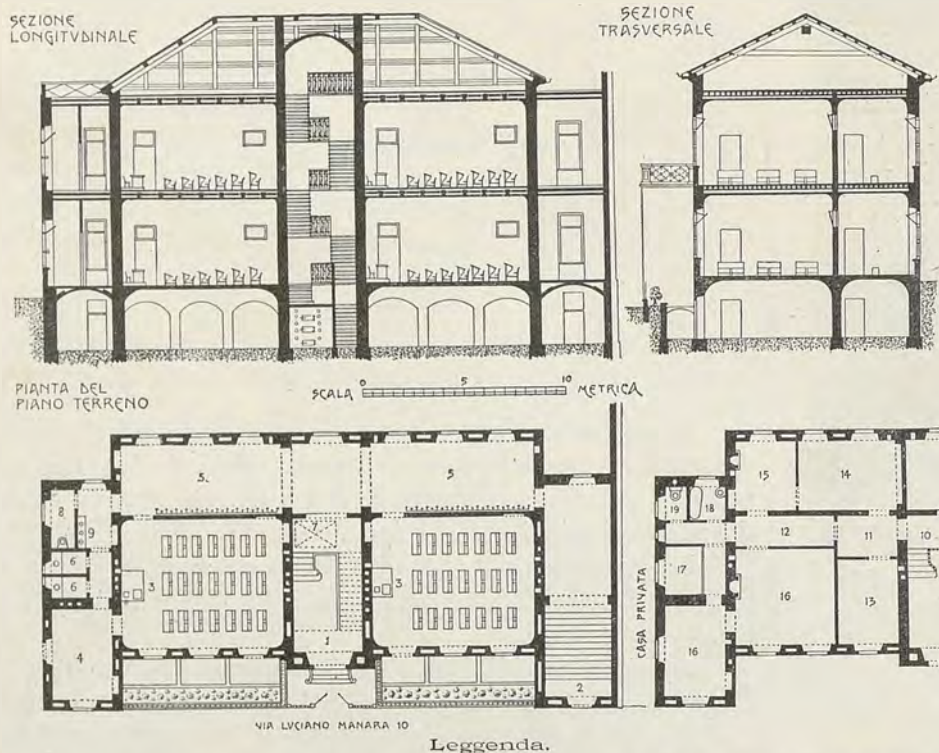 SEZIONE
LONGITVDINALE
SEZIONE
TRASVERSALE
PIANTA DEL
PIANO TERRENO
SCALA 0 5 10 METRICA
5.
5
8
9
7
6
6
3
3
4
1
2
VIA LVCIANO MANARA 10
CASA PRIVATA
15
14
19
18
12
11
10
17
16
13
16
Leggenda.